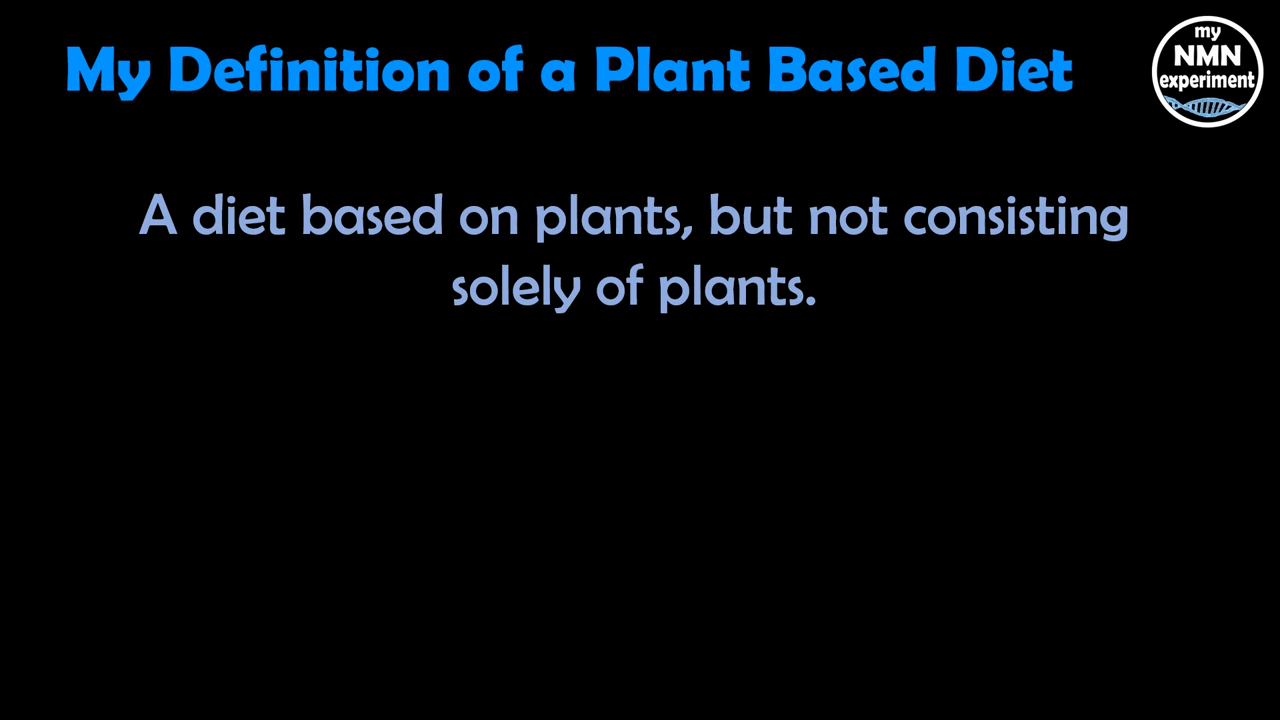 My Definition of a Plant Based Diet
my
NMN
experiment
A diet based on plants, but not consisting
solely of plants.